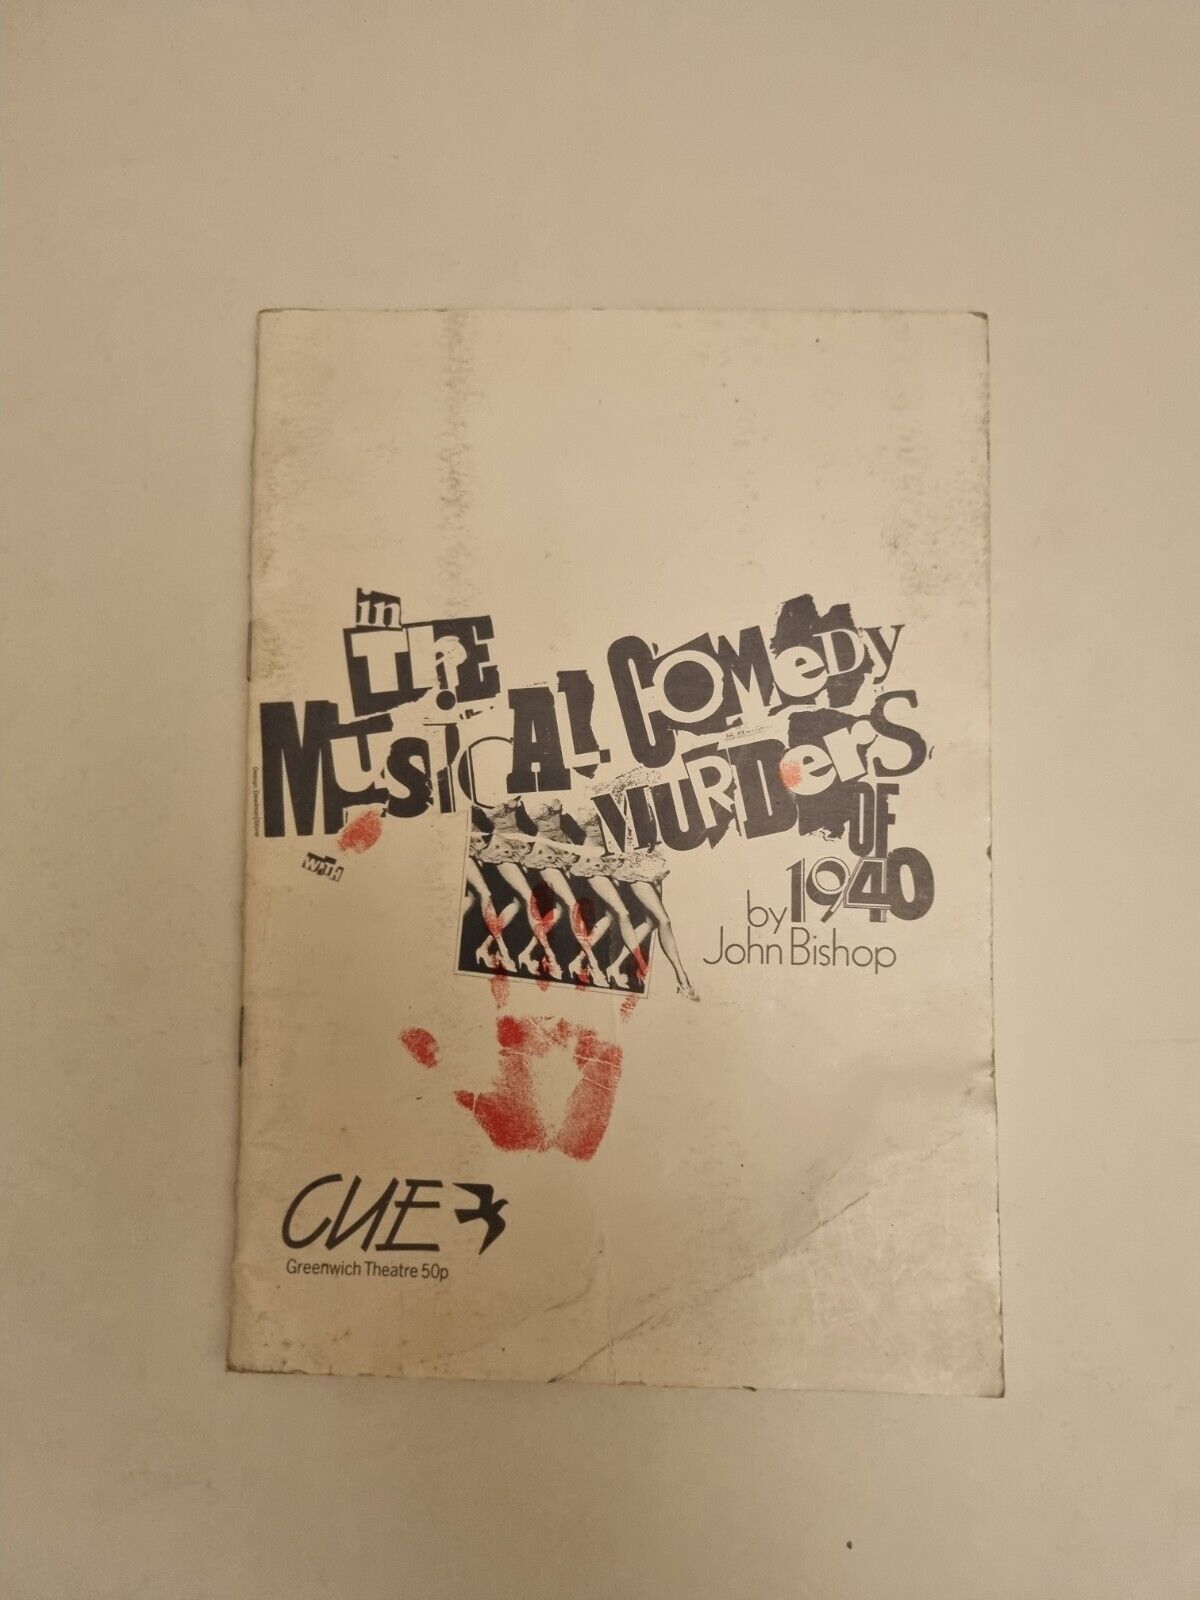 in
The
Musical Comedy
Murders
OF
1940
by
John Bishop
WITH
CUE
Greenwich Theatre 50p